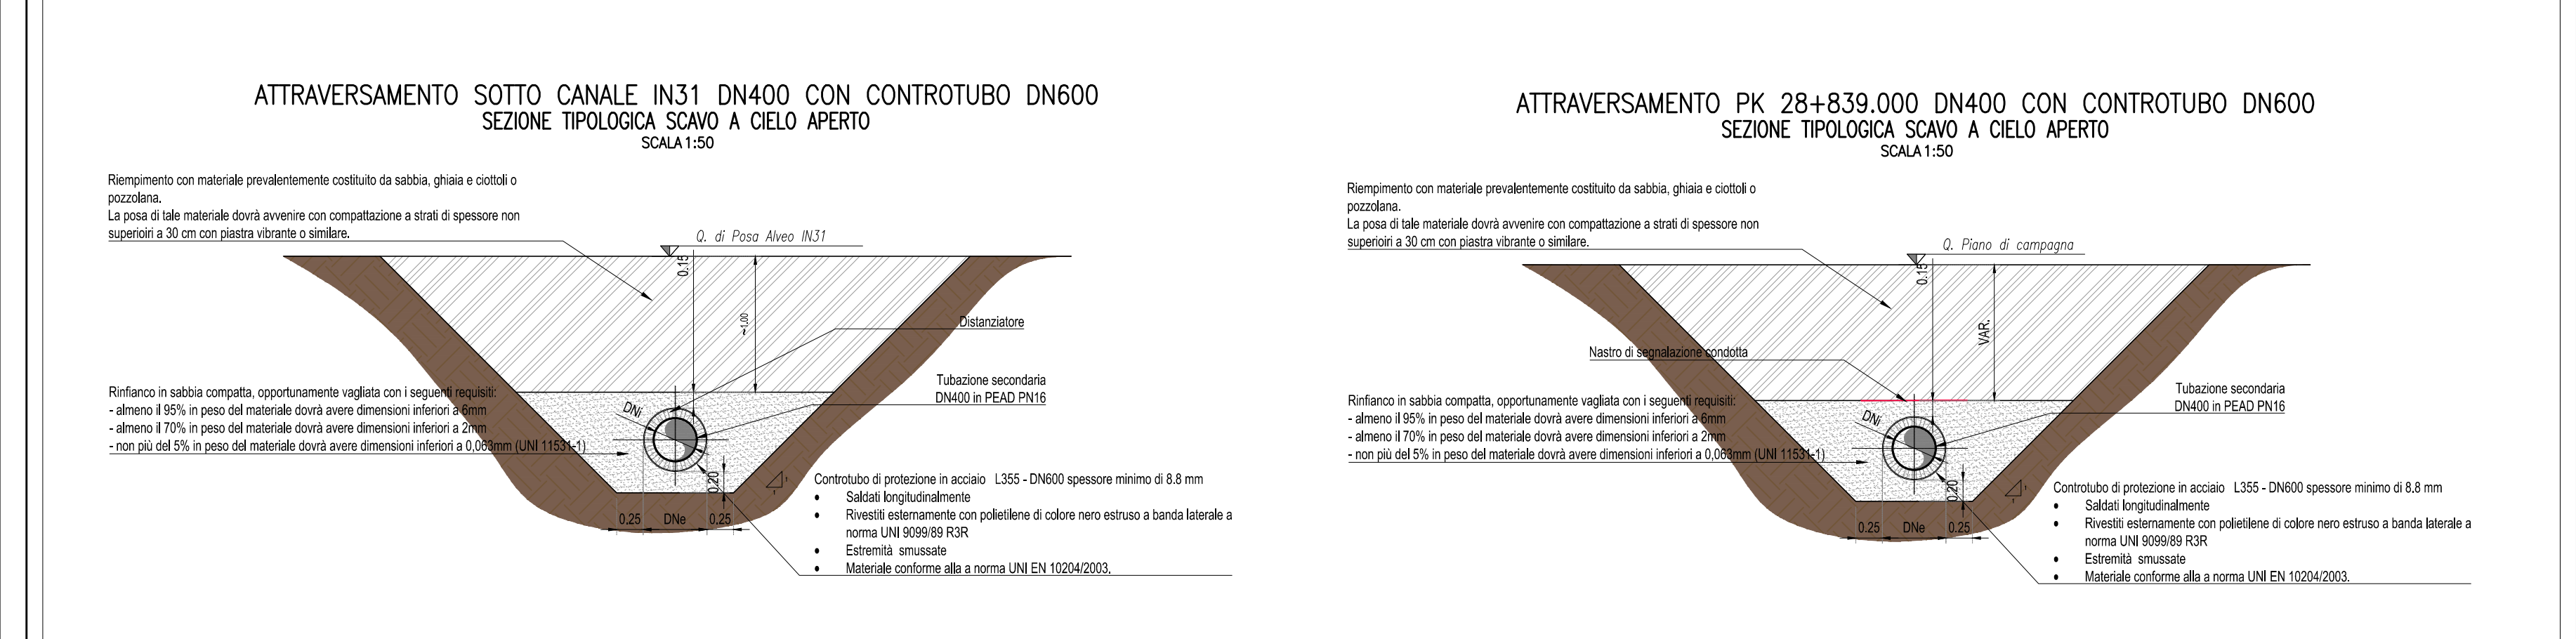 ATTRAVERSAMENTO SOTTO CANALE IN31 DN400 CON CONTROTUBO DN600
SEZIONE TIPOLOGICA SCAVO A CIELO APERTO
SCALA 1:50
Riempimento con materiale prevalentemente costituito da sabbia, ghiaia e ciottoli o
pozzolana.
La posa di tale materiale dovrà avvenire con compattazione a strati di spessore non
superioiri a 30 cm con piastra vibrante o similare.
Q. di Posa Alveo IN31
0.15
~1.00
Distanziatore
Tubazione secondaria
DN400 in PEAD PN16
Rinfianco in sabbia compatta, opportunamente vagliata con i seguenti requisiti:
- almeno il 95% in peso del materiale dovrà avere dimensioni inferiori a 6mm
- almeno il 70% in peso del materiale dovrà avere dimensioni inferiori a 2mm
- non più del 5% in peso del materiale dovrà avere dimensioni inferiori a 0,063mm (UNI 11531-1)
DNi
0.20
0.25 DNe 0.25
Controtubo di protezione in acciaio L355 - DN600 spessore minimo di 8.8 mm
• Saldati longitudinalmente
• Rivestiti esternamente con polietilene di colore nero estruso a banda laterale a
norma UNI 9099/89 R3R
• Estremità smussate
• Materiale conforme alla a norma UNI EN 10204/2003.
ATTRAVERSAMENTO PK 28+839.000 DN400 CON CONTROTUBO DN600
SEZIONE TIPOLOGICA SCAVO A CIELO APERTO
SCALA 1:50
Riempimento con materiale prevalentemente costituito da sabbia, ghiaia e ciottoli o
pozzolana.
La posa di tale materiale dovrà avvenire con compattazione a strati di spessore non
superioiri a 30 cm con piastra vibrante o similare.
Q. Piano di campagna
0.15
VAR.
Nastro di segnalazione condotta
Tubazione secondaria
DN400 in PEAD PN16
Rinfianco in sabbia compatta, opportunamente vagliata con i seguenti requisiti:
- almeno il 95% in peso del materiale dovrà avere dimensioni inferiori a 6mm
- almeno il 70% in peso del materiale dovrà avere dimensioni inferiori a 2mm
- non più del 5% in peso del materiale dovrà avere dimensioni inferiori a 0,063mm (UNI 11531-1)
DNi
0.20
0.25 DNe 0.25
Controtubo di protezione in acciaio L355 - DN600 spessore minimo di 8.8 mm
• Saldati longitudinalmente
• Rivestiti esternamente con polietilene di colore nero estruso a banda laterale a
norma UNI 9099/89 R3R
• Estremità smussate
• Materiale conforme alla a norma UNI EN 10204/2003.